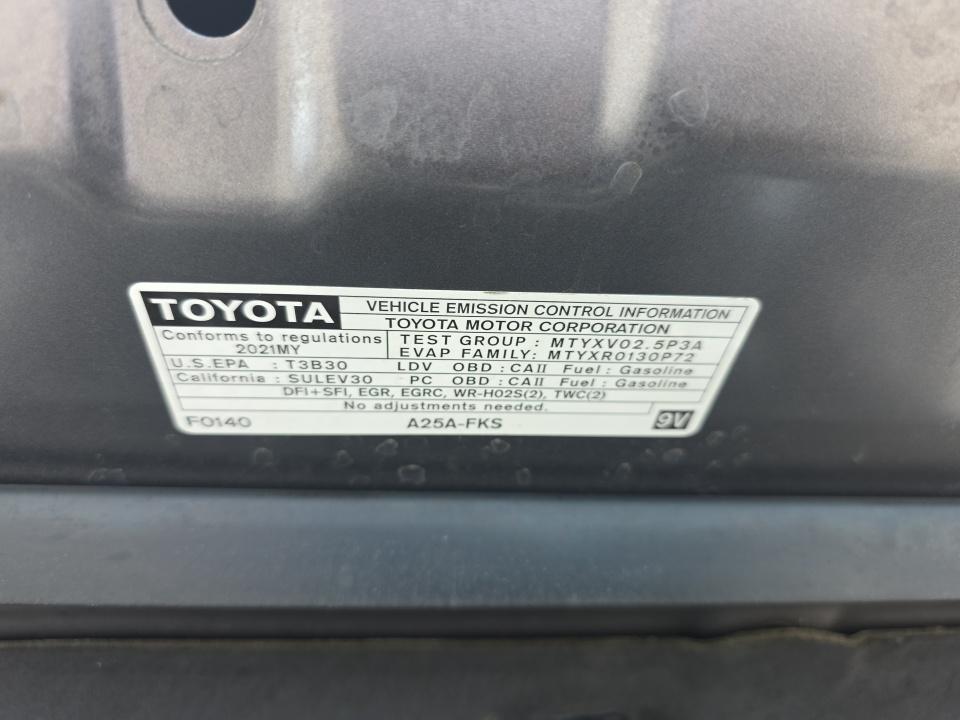 TOYOTA VEHICLE EMISSION CONTROL INFORMATION
TOYOTA MOTOR CORPORATION
Conforms to regulations
2021MY
TEST GROUP : MTYXV02.5P3A
EVAP FAMILY: MTYXR0130P72
U.S.EPA : T3B30 LDV OBD : CAII Fuel : Gasoline
California : SULEV30 PC OBD : CAII Fuel : Gasoline
DFI+SFI, EGR, EGRC, WR-HO2S(2), TWC(2)
No adjustments needed.
F0140 A25A-FKS 9V